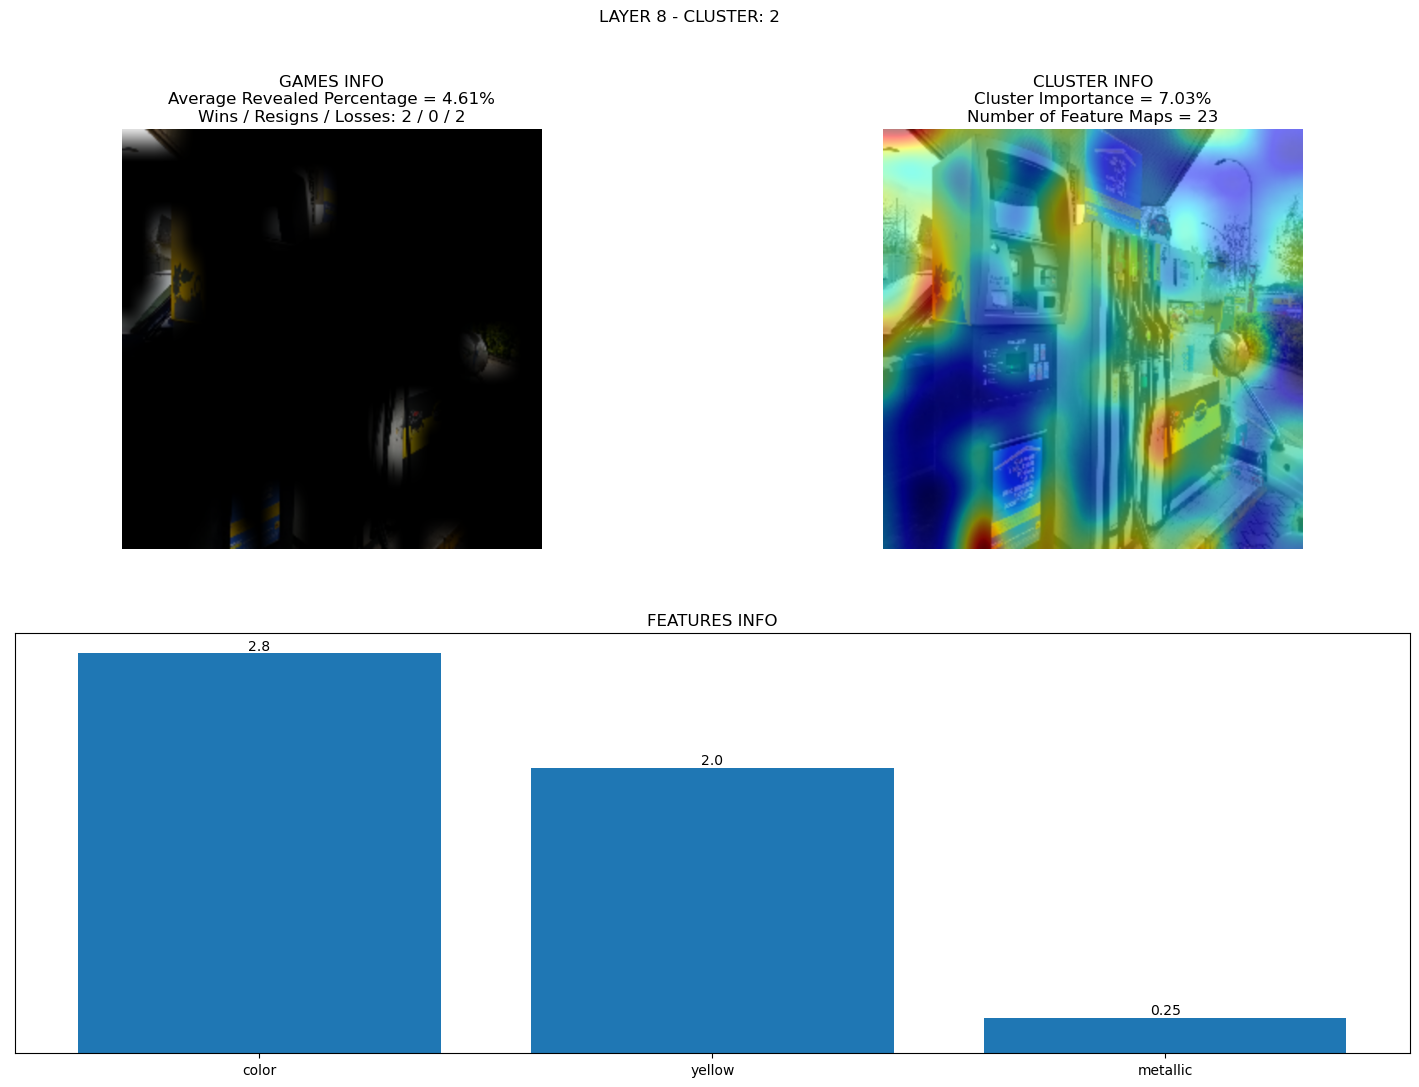 LAYER 8 - CLUSTER: 2
GAMES INFO
Average Revealed Percentage = 4.61%
Wins / Resigns / Losses: 2 / 0 / 2
CLUSTER INFO
Cluster Importance = 7.03%
Number of Feature Maps = 23
FEATURES INFO
2.8
2.0
0.25
color
yellow
metallic